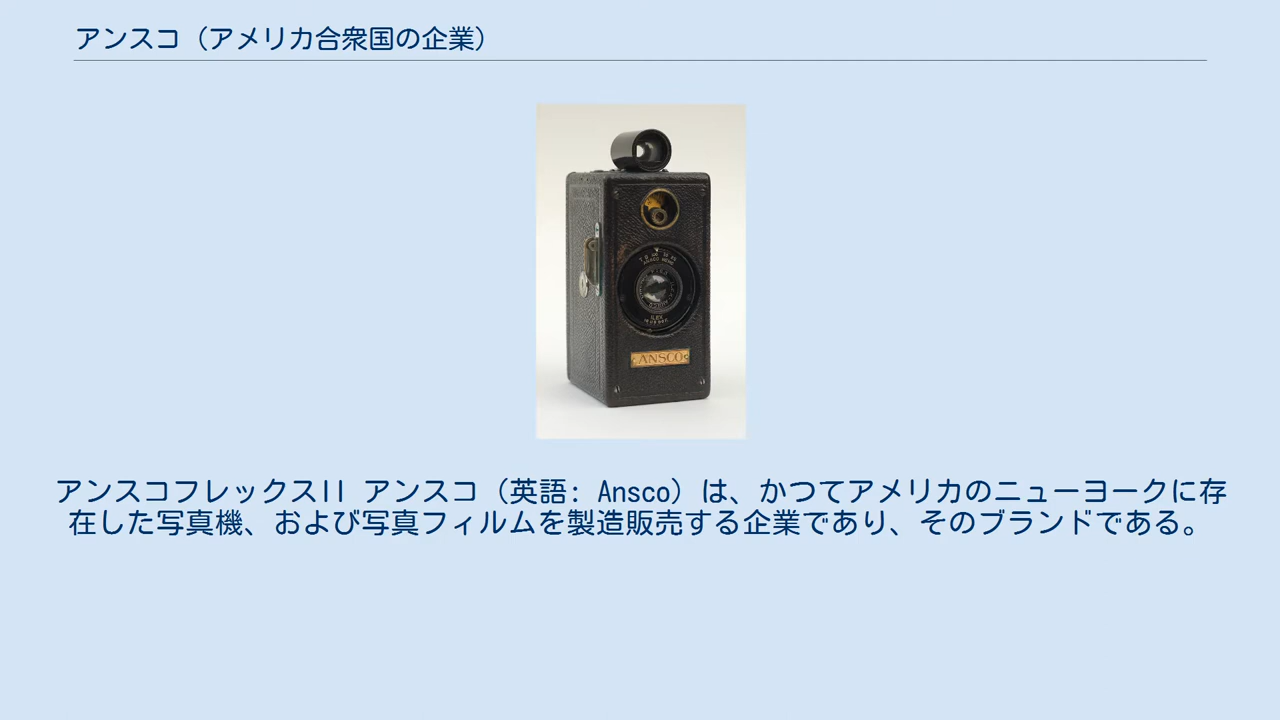 アンスコ（アメリカ合衆国の企業）
ANSCO
アンスコフレックスII アンスコ（英語: Ansco）は、かつてアメリカのニューヨークに存
在した写真機、および写真フィルムを製造販売する企業であり、そのブランドである。